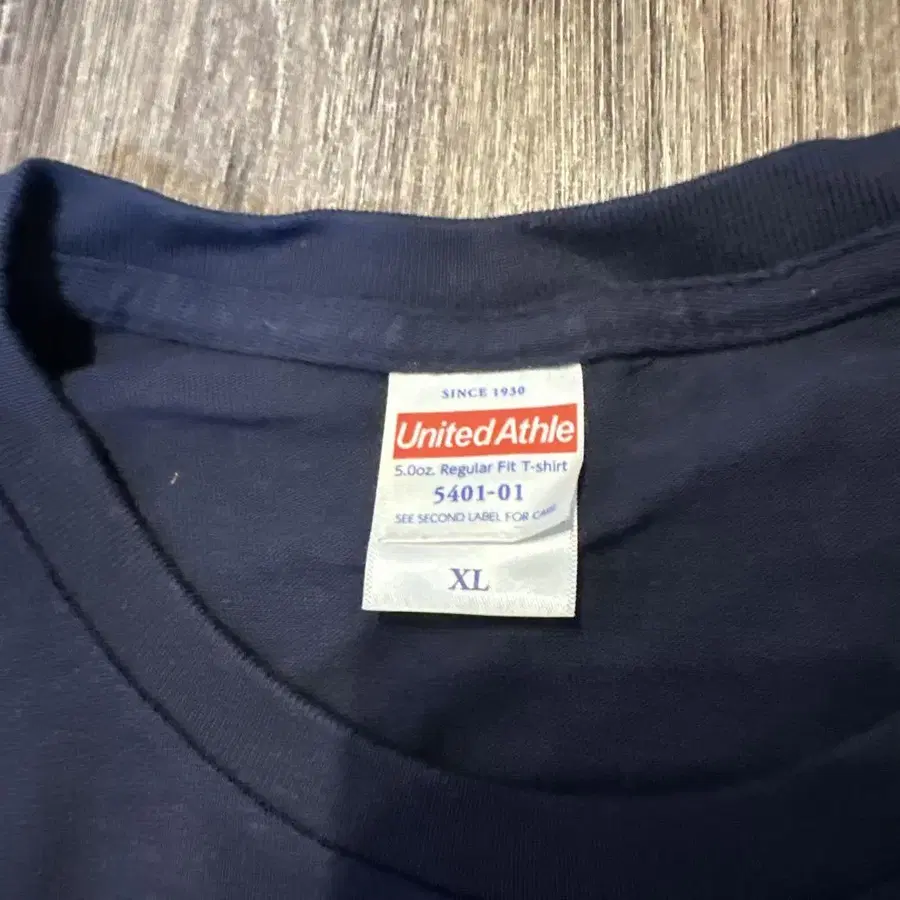 SINCE 1930
United Athle
5.0oz. Regular Fit T-shirt
5401-01
SEE SECOND LABEL FOR CARE
XL